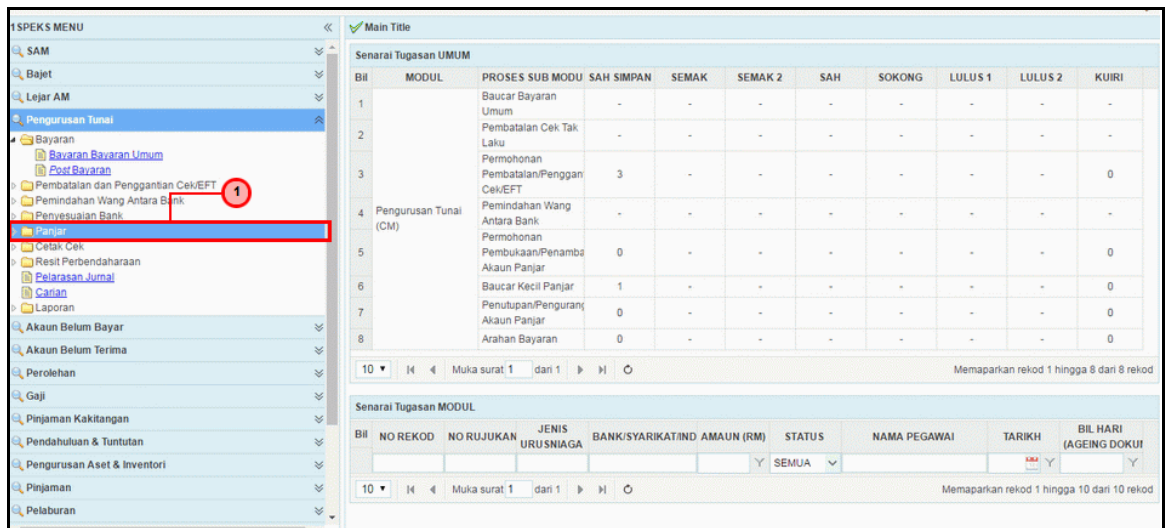 1SPEKS MENU
Main Title
SAM
Bajet
Lejar AM
Pengurusan Tunai
Bayaran
Bayaran Bayaran Umum
Post Bayaran
Pembatalan dan Penggantian Cek/EFT
Pemindahan Wang Antara Bank
1
Penyesuaian Bank
Panjar
Cetak Cek
Resit Perbendaharaan
Pelarasan Jurnal
Carian
Laporan
Akaun Belum Bayar
Akaun Belum Terima
Perolehan
Gaji
Pinjaman Kakitangan
Pendahuluan & Tuntutan
Pengurusan Aset & Inventori
Pinjaman
Pelaburan
Senarai Tugasan UMUM
Bil MODUL PROSES SUB MODU SAH SIMPAN SEMAK SEMAK 2 SAH SOKONG LULUS 1 LULUS 2 KUIRI
Pengurusan Tunai
(CM)
1 Baucar Bayaran
Umum - - - - - - - -
2 Pembatalan Cek Tak
Laku - - - - - - - -
3 Permohonan
Pembatalan/Penggan
Cek/EFT 3 - - - - - - 0
4 Pemindahan Wang
Antara Bank - - - - - - - -
5 Permohonan
Pembukaan/Penamba
Akaun Panjar 0 - - - - - - 0
6 Baucar Kecil Panjar 1 - - - - - - 0
7 Penutupan/Pengurang
Akaun Panjar 0 - - - - - - 0
8 Arahan Bayaran 0 - - - - - - 0
10 Muka surat 1 dari 1 Memaparkan rekod 1 hingga 8 dari 8 rekod
Senarai Tugasan MODUL
Bil NO REKOD NO RUJUKAN JENIS URUSNIAGA BANK/SYARIKAT/IND AMAUN (RM) STATUS NAMA PEGAWAI TARIKH BIL HARI (AGEING DOKUI
SEMUA
10 Muka surat 1 dari 1 Memaparkan rekod 1 hingga 10 dari 10 rekod